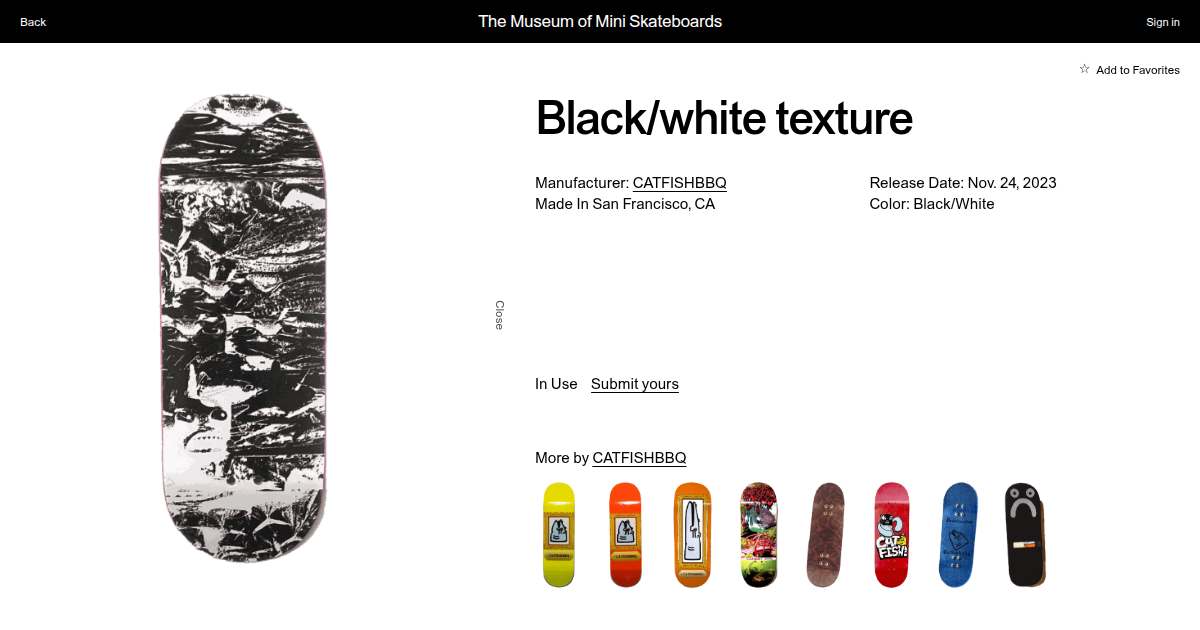 Back
The Museum of Mini Skateboards
Sign in
☆ Add to Favorites
Black/white texture
Manufacturer: CATFISHBBQ
Made In San Francisco, CA
Release Date: Nov. 24, 2023
Color: Black/White
Close
In Use Submit yours
More by CATFISHBBQ
CAT
FISH!